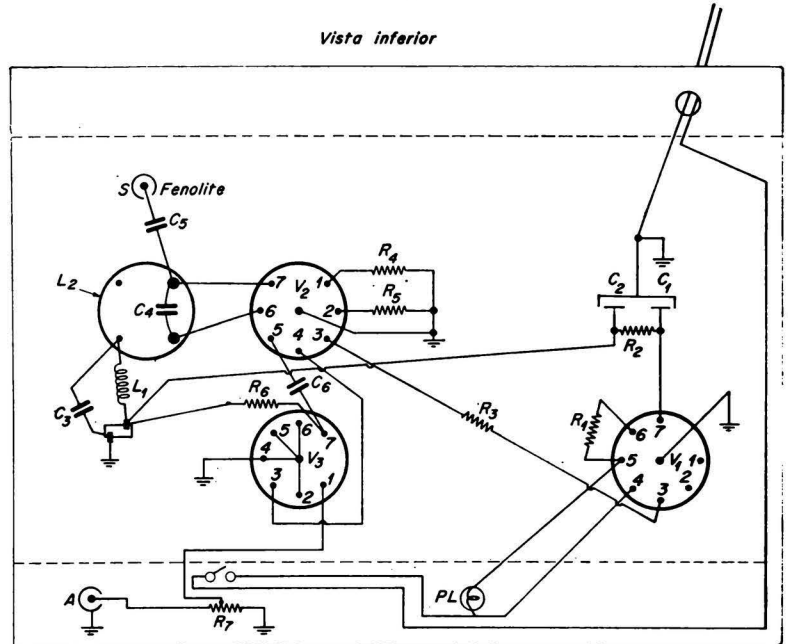 Vista inferior
S Fenolite
C5
L2
C4
7 V2 1
6 2
5 4 3
R4
R5
C2 C1
R2
C6
L1
C3
R6
R3
R1
5 6 7
4 V3
3 2 1
6 7
5 V1 1
4 3 2
A
R7
PL